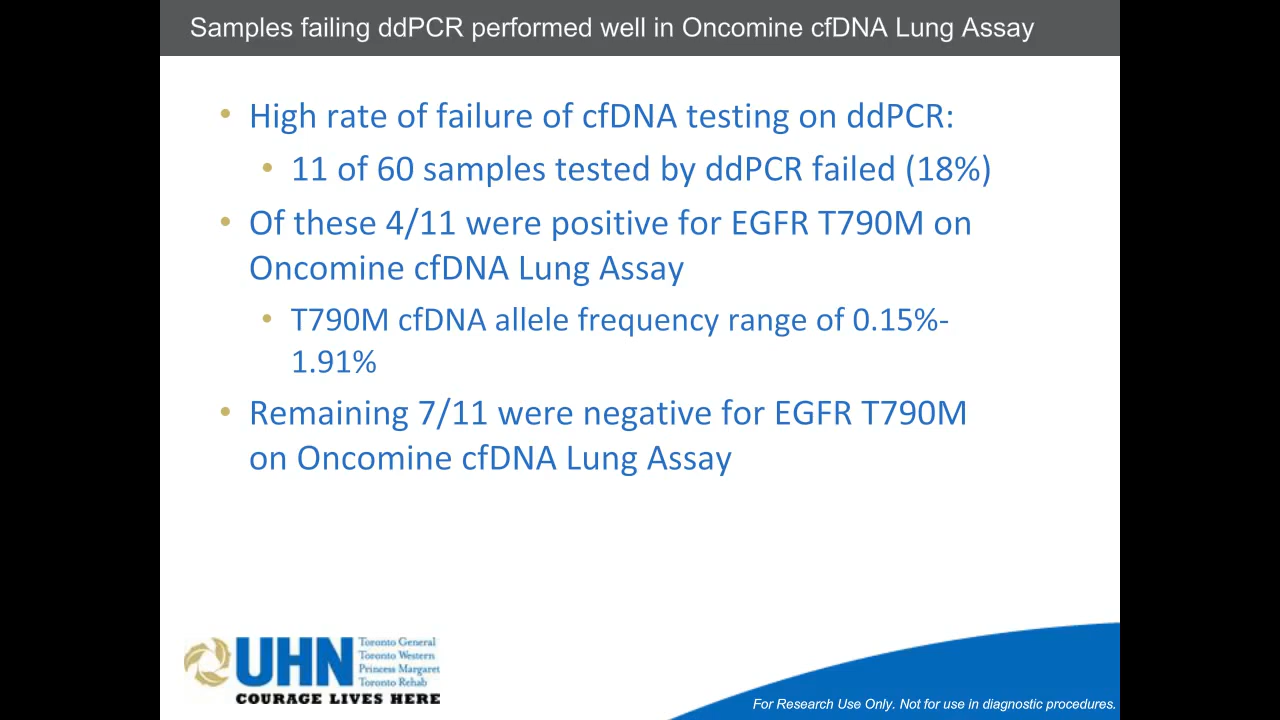 Samples failing ddPCR performed well in Oncomine cfDNA Lung Assay
• High rate of failure of cfDNA testing on ddPCR:
• 11 of 60 samples tested by ddPCR failed (18%)
• Of these 4/11 were positive for EGFR T790M on
Oncomine cfDNA Lung Assay
• T790M cfDNA allele frequency range of 0.15%-
1.91%
• Remaining 7/11 were negative for EGFR T790M
on Oncomine cfDNA Lung Assay
UHN
Toronto General
Toronto Western
Princess Margaret
Toronto Rehab
COURAGE LIVES HERE
For Research Use Only. Not for use in diagnostic procedures.